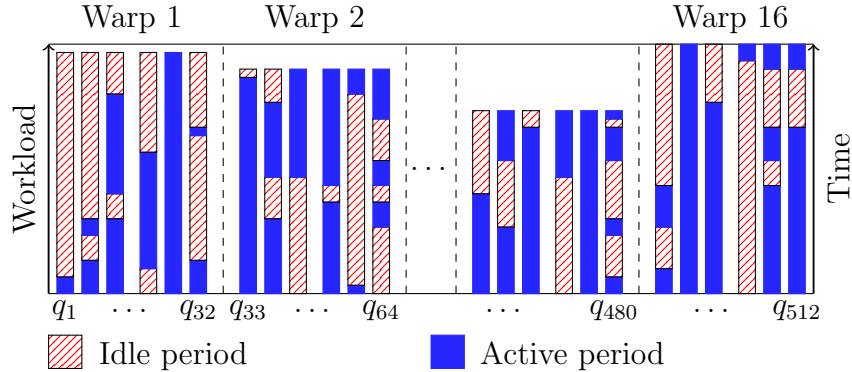 Warp 1 Warp 2 Warp 16
Workload
Time
...
q1 ... q32 q33 ... q64 ... q480 ... q512
Idle period Active period